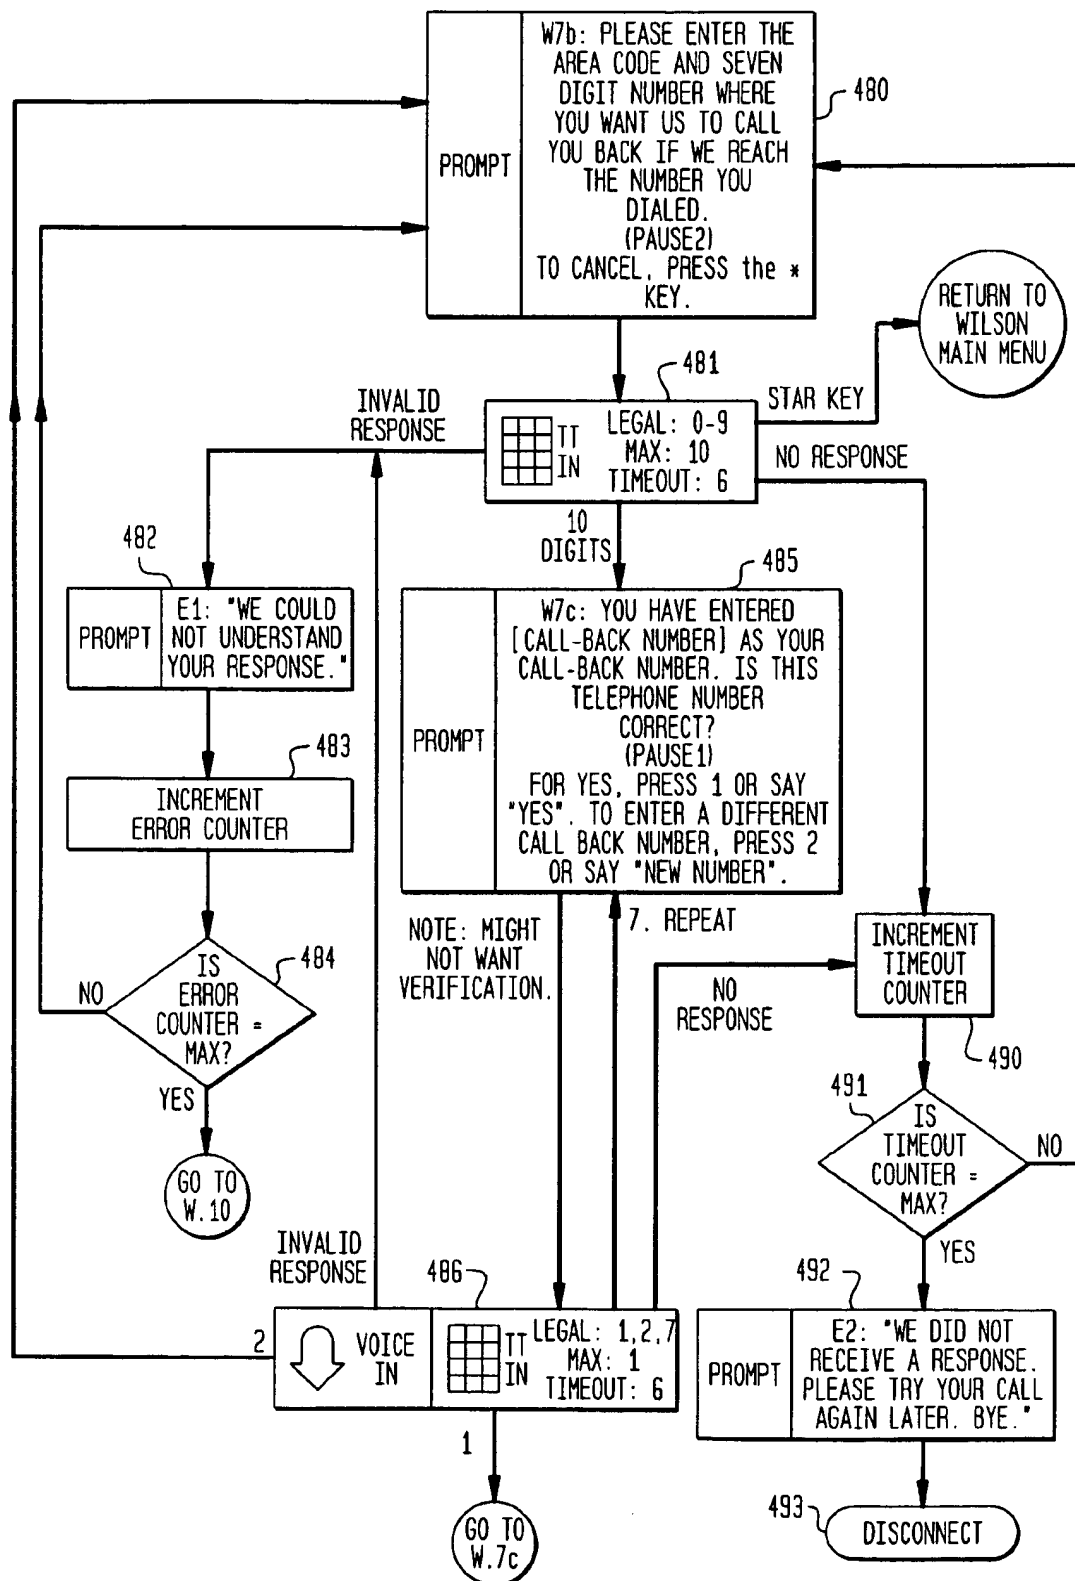 W7b: PLEASE ENTER THE
AREA CODE AND SEVEN
DIGIT NUMBER WHERE
YOU WANT US TO CALL
YOU BACK IF WE REACH
THE NUMBER YOU
DIALED.
(PAUSE2)
TO CANCEL, PRESS the *
KEY.
PROMPT
480
RETURN TO
WILSON
MAIN MENU
481
STAR KEY
INVALID
RESPONSE
TT
IN
LEGAL: 0-9
MAX: 10
TIMEOUT: 6
NO RESPONSE
10
DIGITS
482
PROMPT
E1: "WE COULD
NOT UNDERSTAND
YOUR RESPONSE."
485
PROMPT
W7c: YOU HAVE ENTERED
[CALL-BACK NUMBER] AS YOUR
CALL-BACK NUMBER. IS THIS
TELEPHONE NUMBER
CORRECT?
(PAUSE1)
FOR YES, PRESS 1 OR SAY
"YES". TO ENTER A DIFFERENT
CALL BACK NUMBER, PRESS 2
OR SAY "NEW NUMBER".
483
INCREMENT
ERROR COUNTER
NOTE: MIGHT
NOT WANT
VERIFICATION.
7. REPEAT
INCREMENT
TIMEOUT
COUNTER
490
NO
RESPONSE
484
IS
ERROR
COUNTER =
MAX?
NO
YES
GO TO
W.10
491
IS
TIMEOUT
COUNTER =
MAX?
NO
YES
INVALID
RESPONSE
486
2
VOICE
IN
TT
IN
LEGAL: 1,2,7
MAX: 1
TIMEOUT: 6
1
GO TO
W.7c
492
PROMPT
E2: "WE DID NOT
RECEIVE A RESPONSE.
PLEASE TRY YOUR CALL
AGAIN LATER. BYE."
493
DISCONNECT